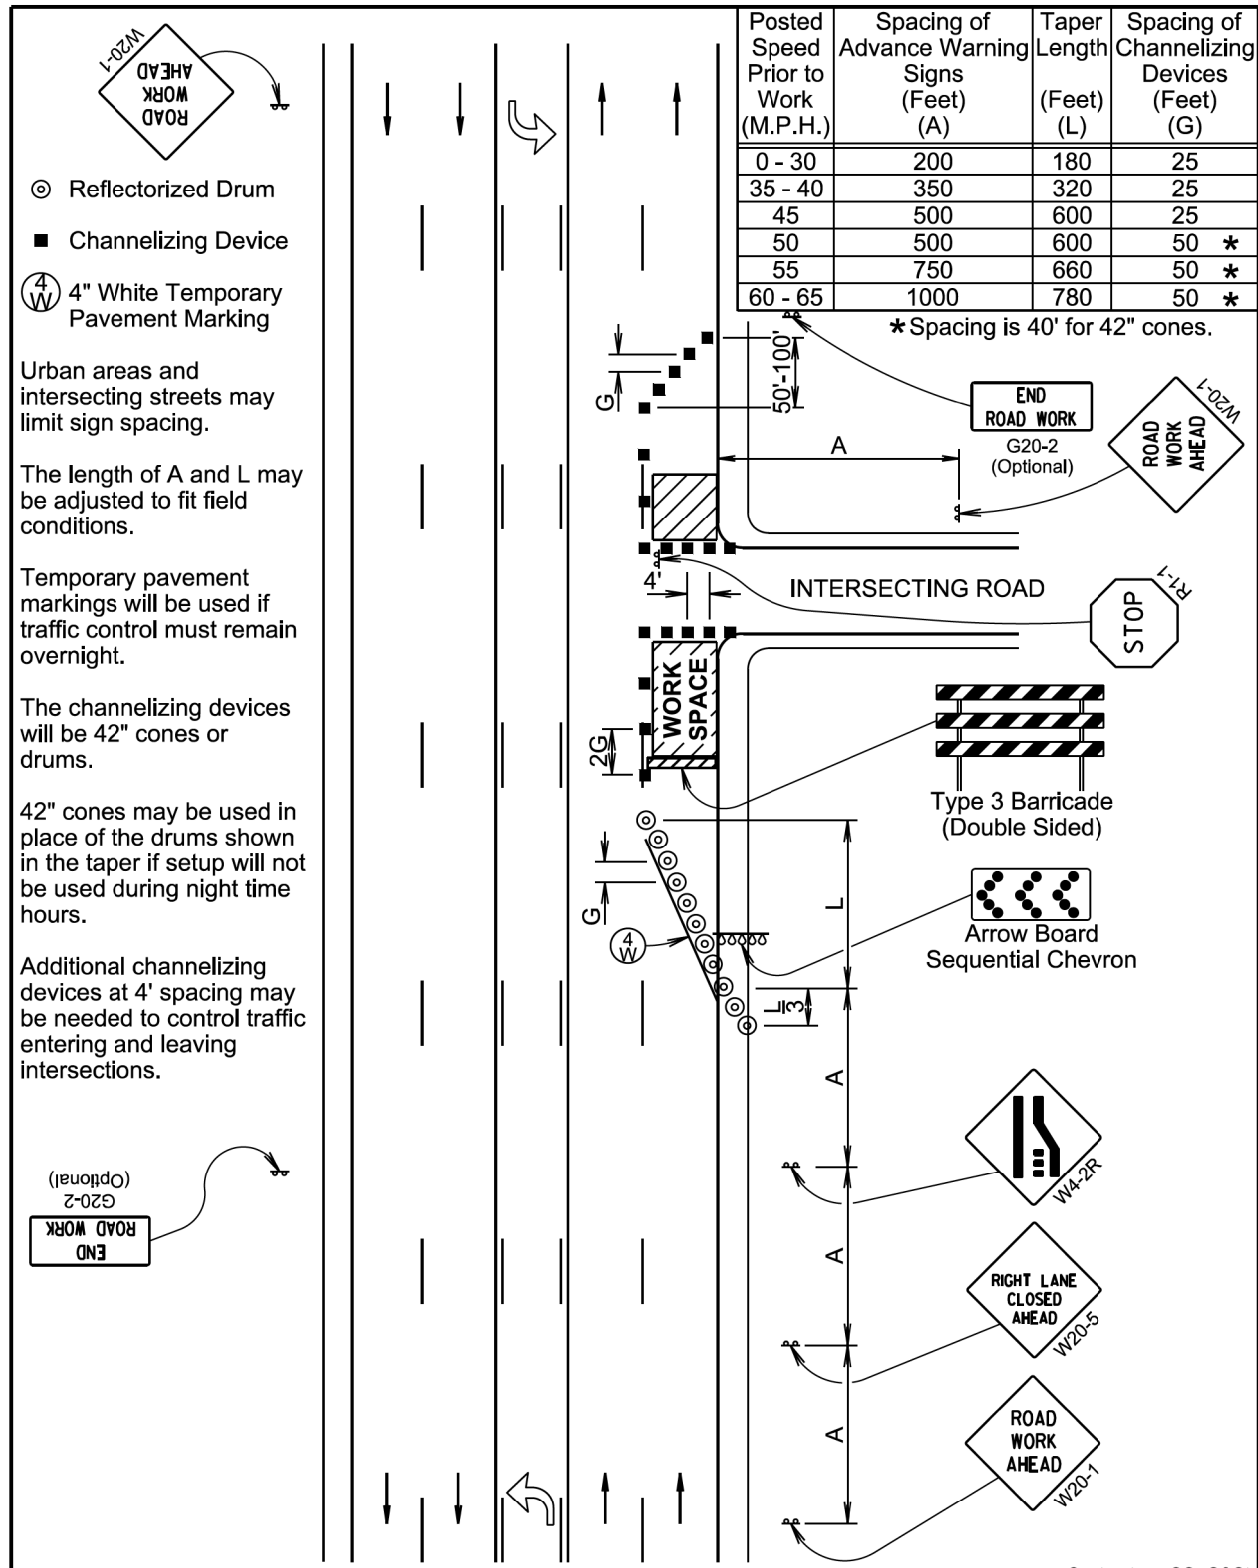 Posted Speed Prior to Work (M.P.H.)
Spacing of Advance Warning Signs (Feet) (A)
Taper Length (Feet) (L)
Spacing of Channelizing Devices (Feet) (G)
0 - 30 200 180 25
35 - 40 350 320 25
45 500 600 25
50 500 600 50 *
55 750 660 50 *
60 - 65 1000 780 50 *
* Spacing is 40' for 42" cones.
W20-1
ROAD
WORK
AHEAD
Reflectorized Drum
Channelizing Device
4
W
4" White Temporary
Pavement Marking
Urban areas and
intersecting streets may
limit sign spacing.
The length of A and L may
be adjusted to fit field
conditions.
Temporary pavement
markings will be used if
traffic control must remain
overnight.
The channelizing devices
will be 42" cones or
drums.
42" cones may be used in
place of the drums shown
in the taper if setup will not
be used during night time
hours.
Additional channelizing
devices at 4' spacing may
be needed to control traffic
entering and leaving
intersections.
END
ROAD WORK
G20-2
(Optional)
G
50'-100'
A
END
ROAD WORK
G20-2
(Optional)
ROAD
WORK
AHEAD
W20-1
4'
INTERSECTING ROAD
STOP
R1-1
WORK
SPACE
2G
Type 3 Barricade
(Double Sided)
G
4
W
L
Arrow Board
Sequential Chevron
L
3
A
W4-2R
A
RIGHT LANE
CLOSED
AHEAD
W20-5
A
ROAD
WORK
AHEAD
W20-1